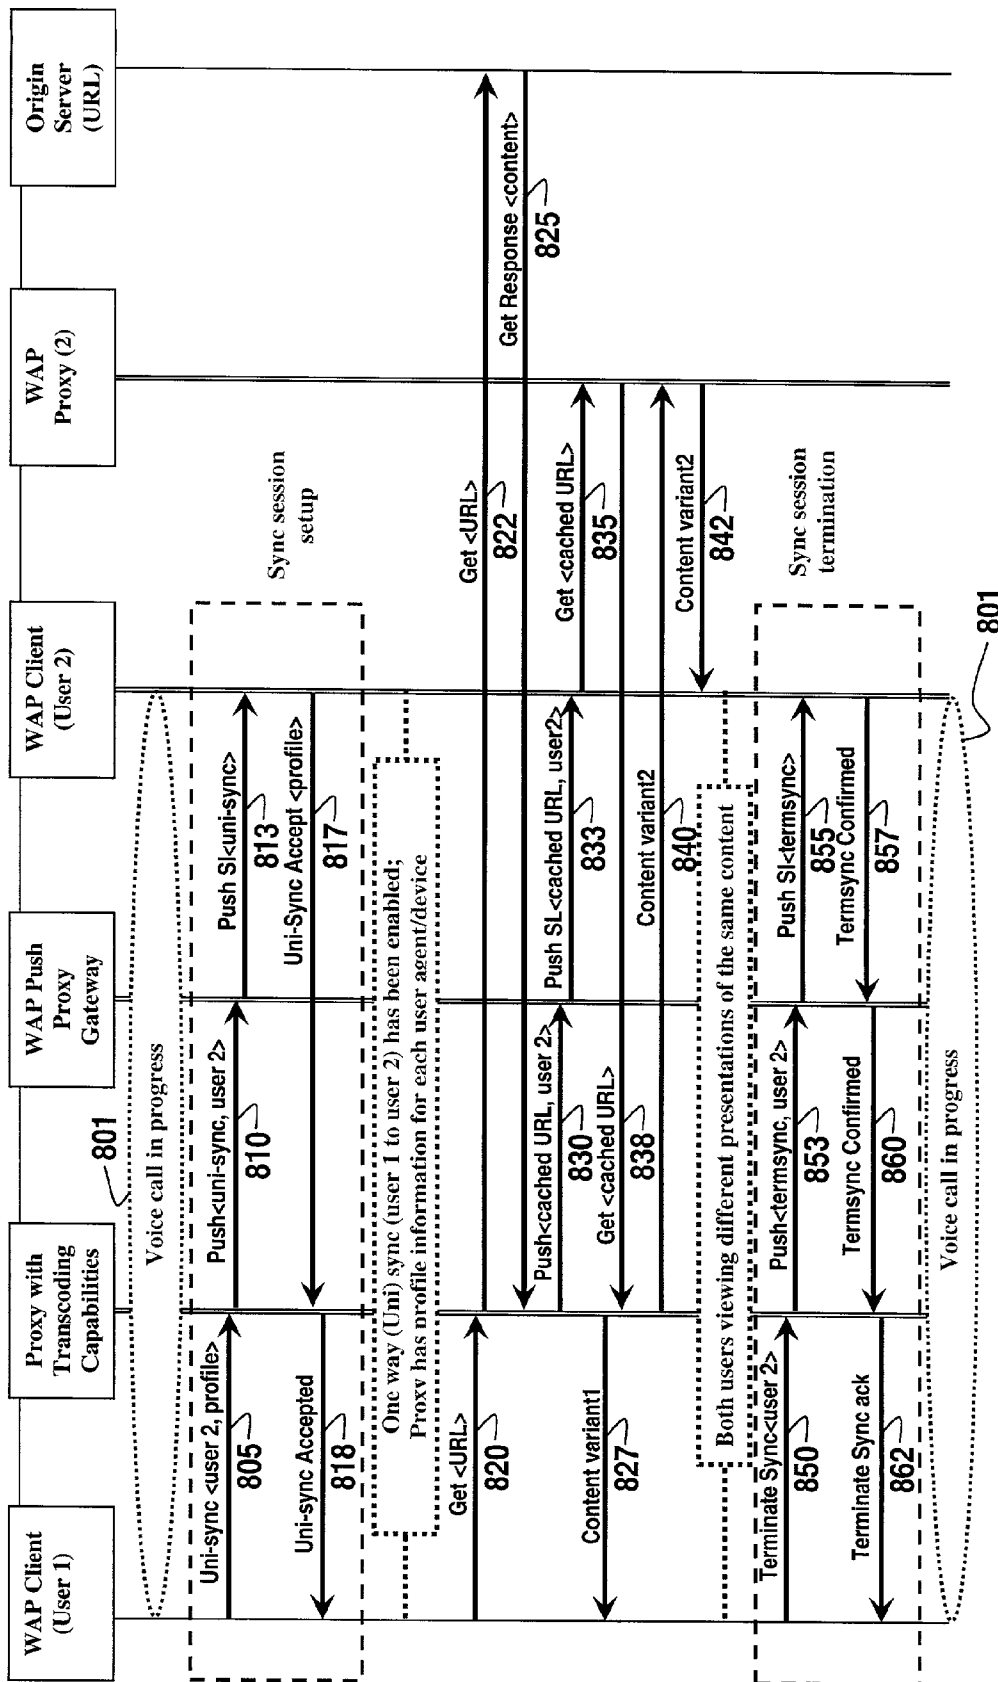 WAP Client
(User 1)
Proxy with
Transcoding
Capabilities
WAP Push
Proxy
Gateway
WAP Client
(User 2)
WAP
Proxy (2)
Origin
Server
(URL)
801
Voice call in progress
Sync session
setup
Uni-sync <user 2, profile>
805
Push<uni-sync, user 2>
810
Push SI<uni-sync>
813
Uni-Sync Accept <profile>
817
Uni-sync Accepted
818
One way (Uni) sync (user 1 to user 2) has been enabled;
Proxy has profile information for each user agent/device
Get <URL>
820
Get <URL>
822
Get Response <content>
825
Content variant1
827
Push<cached URL, user 2>
830
Push SL<cached URL, user2>
833
Get <cached URL>
835
Get <cached URL>
838
Content variant2
840
Content variant2
842
Both users viewing different presentations of the same content
Sync session
termination
Terminate Sync<user 2>
850
Push<termsync, user 2>
853
Push SI<termsync>
855
Termsync Confirmed
857
Termsync Confirmed
860
Terminate Sync ack
862
Voice call in progress
801